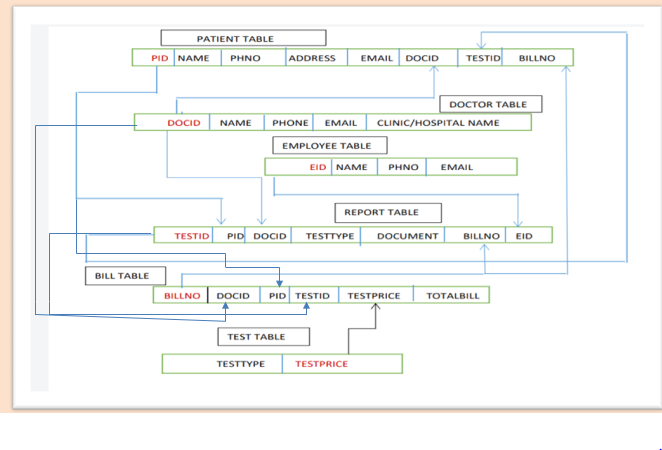 PATIENT TABLE
PID NAME PHNO ADDRESS EMAIL DOCID TESTID BILLNO
DOCTOR TABLE
DOCID NAME PHONE EMAIL CLINIC/HOSPITAL NAME
EMPLOYEE TABLE
EID NAME PHNO EMAIL
REPORT TABLE
TESTID PID DOCID TESTTYPE DOCUMENT BILLNO EID
BILL TABLE
BILLNO DOCID PID TESTID TESTPRICE TOTALBILL
TEST TABLE
TESTTYPE TESTPRICE
.